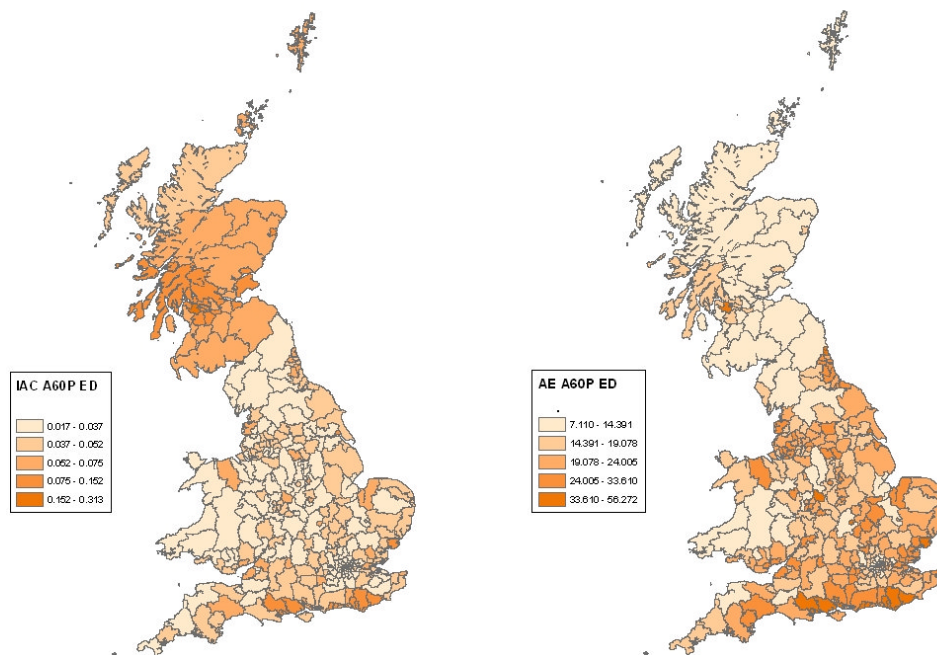 IAC A60P ED
0.017 - 0.037
0.037 - 0.052
0.052 - 0.075
0.075 - 0.152
0.152 - 0.313
AE A60P ED
7.110 - 14.391
14.391 - 19.078
19.078 - 24.005
24.005 - 33.610
33.610 - 56.272